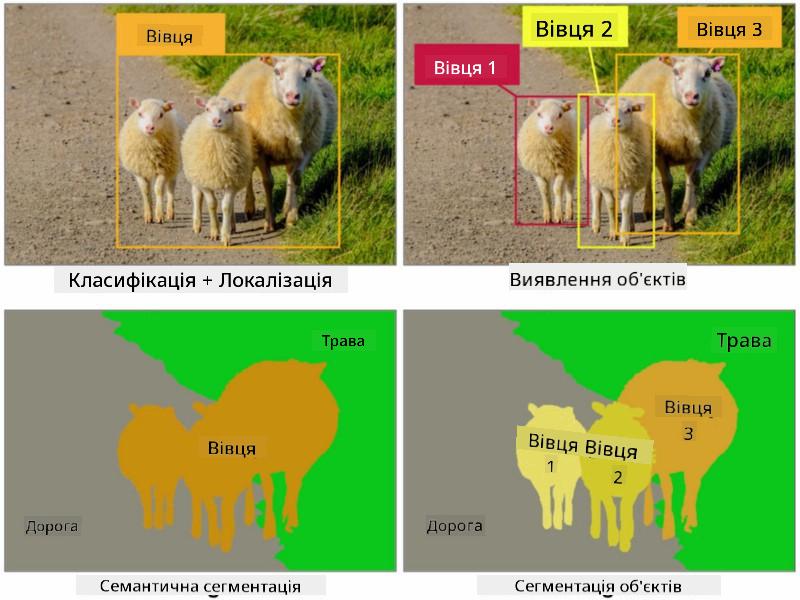 Вівця
Вівця 1
Вівця 2
Вівця 3
Класифікація + Локалізація
Виявлення об'єктів
Трава
Вівця
Дорога
Семантична сегментація
Трава
Вівця
3
Вівця Вівця
1
2
Дорога
Сегментація об'єктів